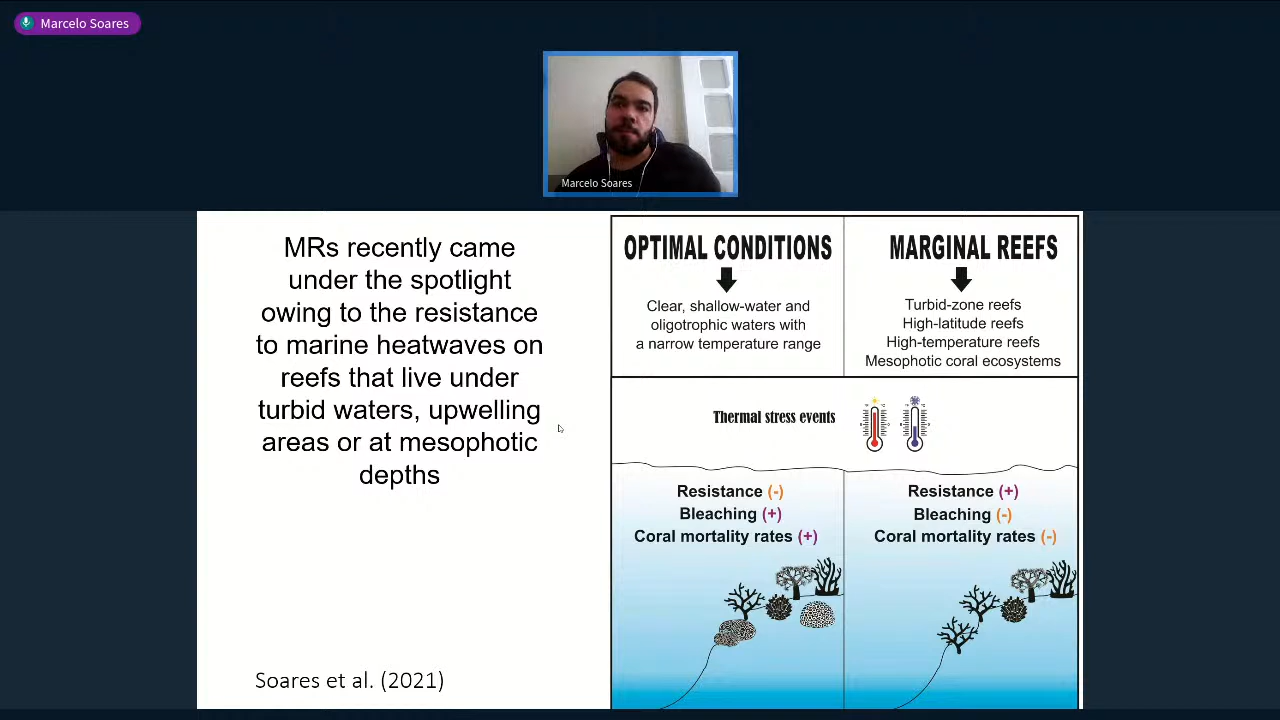 Marcelo Soares
Marcelo Soares
MRs recently came
under the spotlight
owing to the resistance
to marine heatwaves on
reefs that live under
turbid waters, upwelling
areas or at mesophotic
depths
Soares et al. (2021)
OPTIMAL CONDITIONS
Clear, shallow-water and
oligotrophic waters with
a narrow temperature range
MARGINAL REEFS
Turbid-zone reefs
High-latitude reefs
High-temperature reefs
Mesophotic coral ecosystems
Thermal stress events
Resistance (-)
Bleaching (+)
Coral mortality rates (+)
Resistance (+)
Bleaching (-)
Coral mortality rates (-)